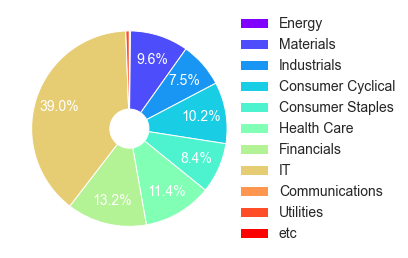 9.6%
7.5%
10.2%
8.4%
11.4%
13.2%
39.0%
Energy
Materials
Industrials
Consumer Cyclical
Consumer Staples
Health Care
Financials
IT
Communications
Utilities
etc